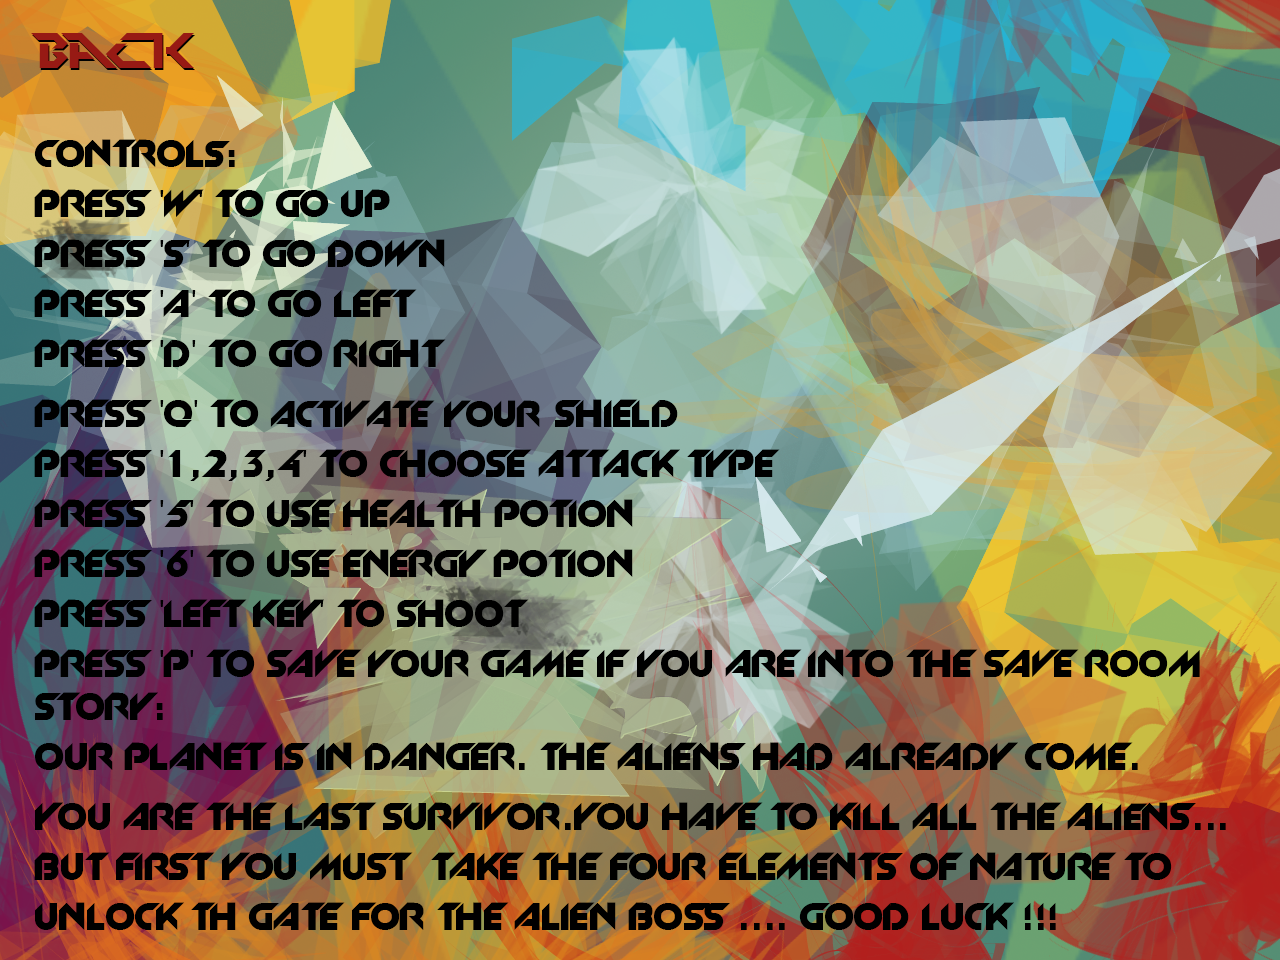 BACK
CONTROLS:
PRESS 'W' TO GO UP
PRESS 'S' TO GO DOWN
PRESS 'A' TO GO LEFT
PRESS 'D' TO GO RIGHT
PRESS 'Q' TO ACTIVATE YOUR SHIELD
PRESS '1,2,3,4' TO CHOOSE ATTACK TYPE
PRESS '5' TO USE HEALTH POTION
PRESS '6' TO USE ENERGY POTION
PRESS 'LEFT KEY' TO SHOOT
PRESS 'P' TO SAVE YOUR GAME IF YOU ARE INTO THE SAVE ROOM
STORY:
OUR PLANET IS IN DANGER. THE ALIENS HAD ALREADY COME.
YOU ARE THE LAST SURVIVOR.YOU HAVE TO KILL ALL THE ALIENS...
BUT FIRST YOU MUST TAKE THE FOUR ELEMENTS OF NATURE TO
UNLOCK TH GATE FOR THE ALIEN BOSS .... GOOD LUCK !!!